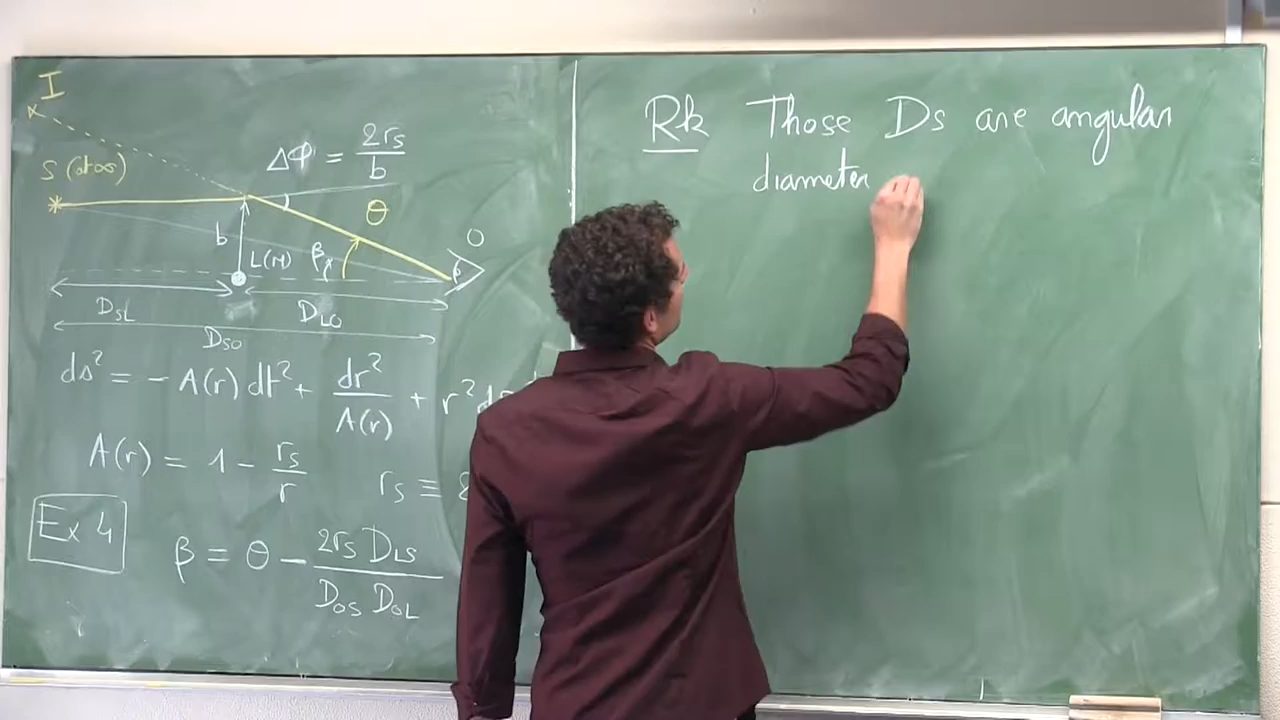 I
S (at ∞)
ΔΦ = 2rs/b
θ
b
L(M)
β
O
D_SL
D_LO
D_SO
ds² = - A(r) dt² + dr²/A(r) + r² d
A(r) = 1 - rs/r
rs ≡
Ex 4
β = θ - 2rs D_LS / D_OS D_OL
Rk Those Ds are angular
diameter